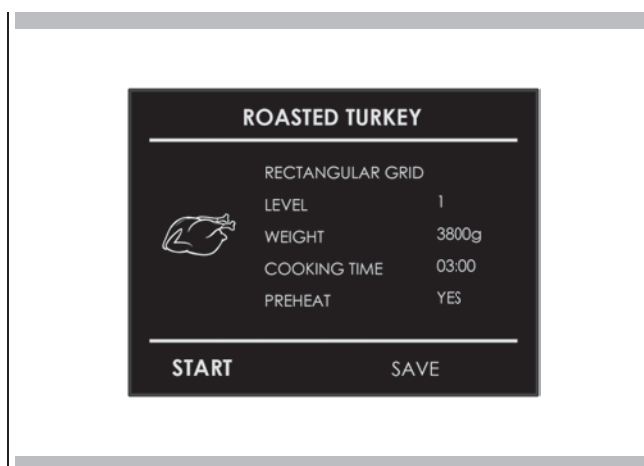 ROASTED TURKEY
RECTANGULAR GRID
LEVEL 1
WEIGHT 3800g
COOKING TIME 03:00
PREHEAT YES
START SAVE